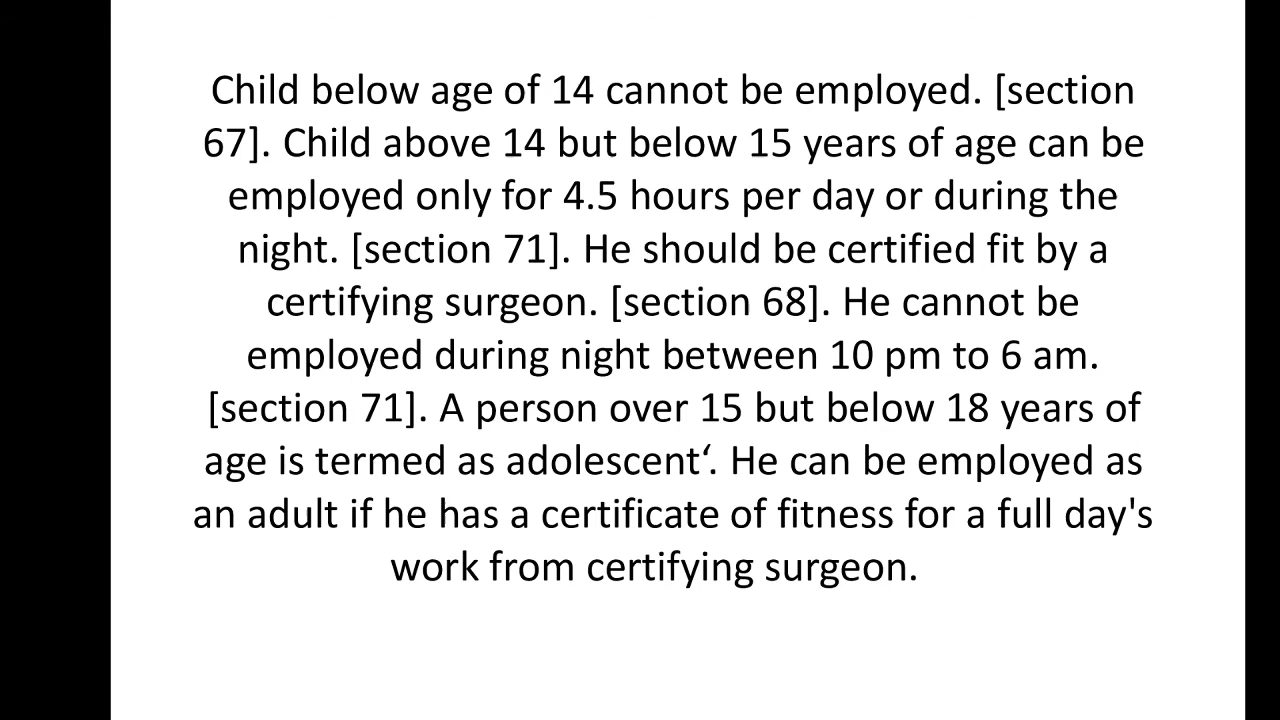 Child below age of 14 cannot be employed. [section
67]. Child above 14 but below 15 years of age can be
employed only for 4.5 hours per day or during the
night. [section 71]. He should be certified fit by a
certifying surgeon. [section 68]. He cannot be
employed during night between 10 pm to 6 am.
[section 71]. A person over 15 but below 18 years of
age is termed as adolescent‘. He can be employed as
an adult if he has a certificate of fitness for a full day's
work from certifying surgeon.